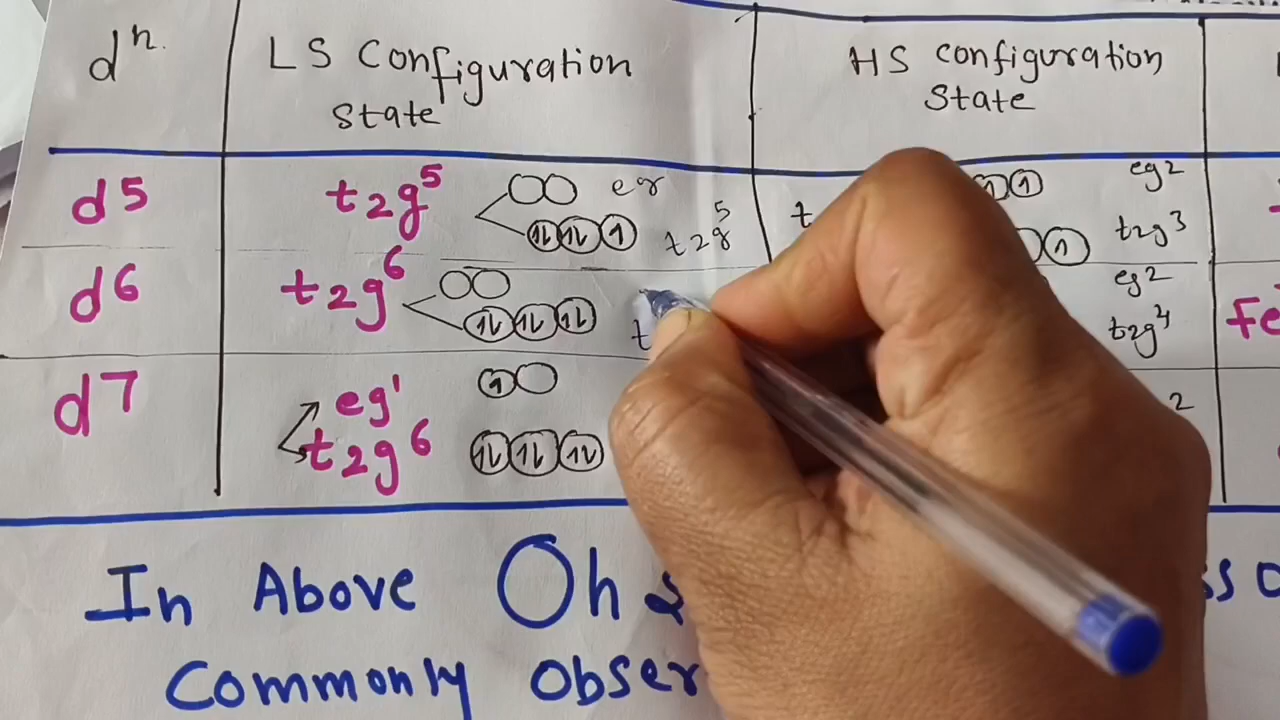 dⁿ. LS Configuration State HS Configuration State
d5 t₂g⁵ eg eg2
t2g5 t t2g3
d6 t₂g⁶ eg2
t t2g4 Fe
d7 eg' 2
t₂g⁶
In Above Oh
Commonly Obser